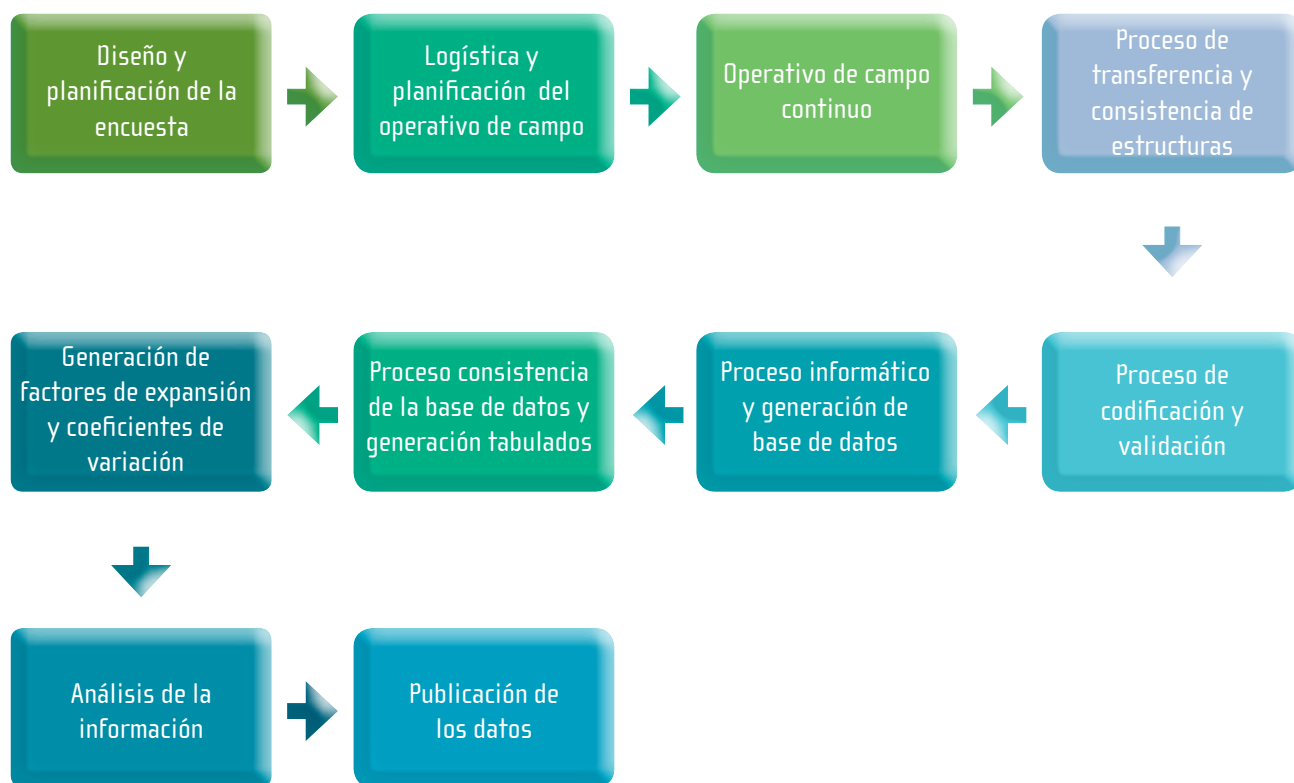 Diseño y
planificación de la
encuesta
Logística y
planificación del
operativo de campo
Operativo de campo
continuo
Proceso de
transferencia y
consistencia de
estructuras
Proceso de
codificación y
validación
Proceso informático
y generación de
base de datos
Proceso consistencia
de la base de datos y
generación tabulados
Generación de
factores de expansión
y coeficientes de
variación
Análisis de la
información
Publicación de
los datos